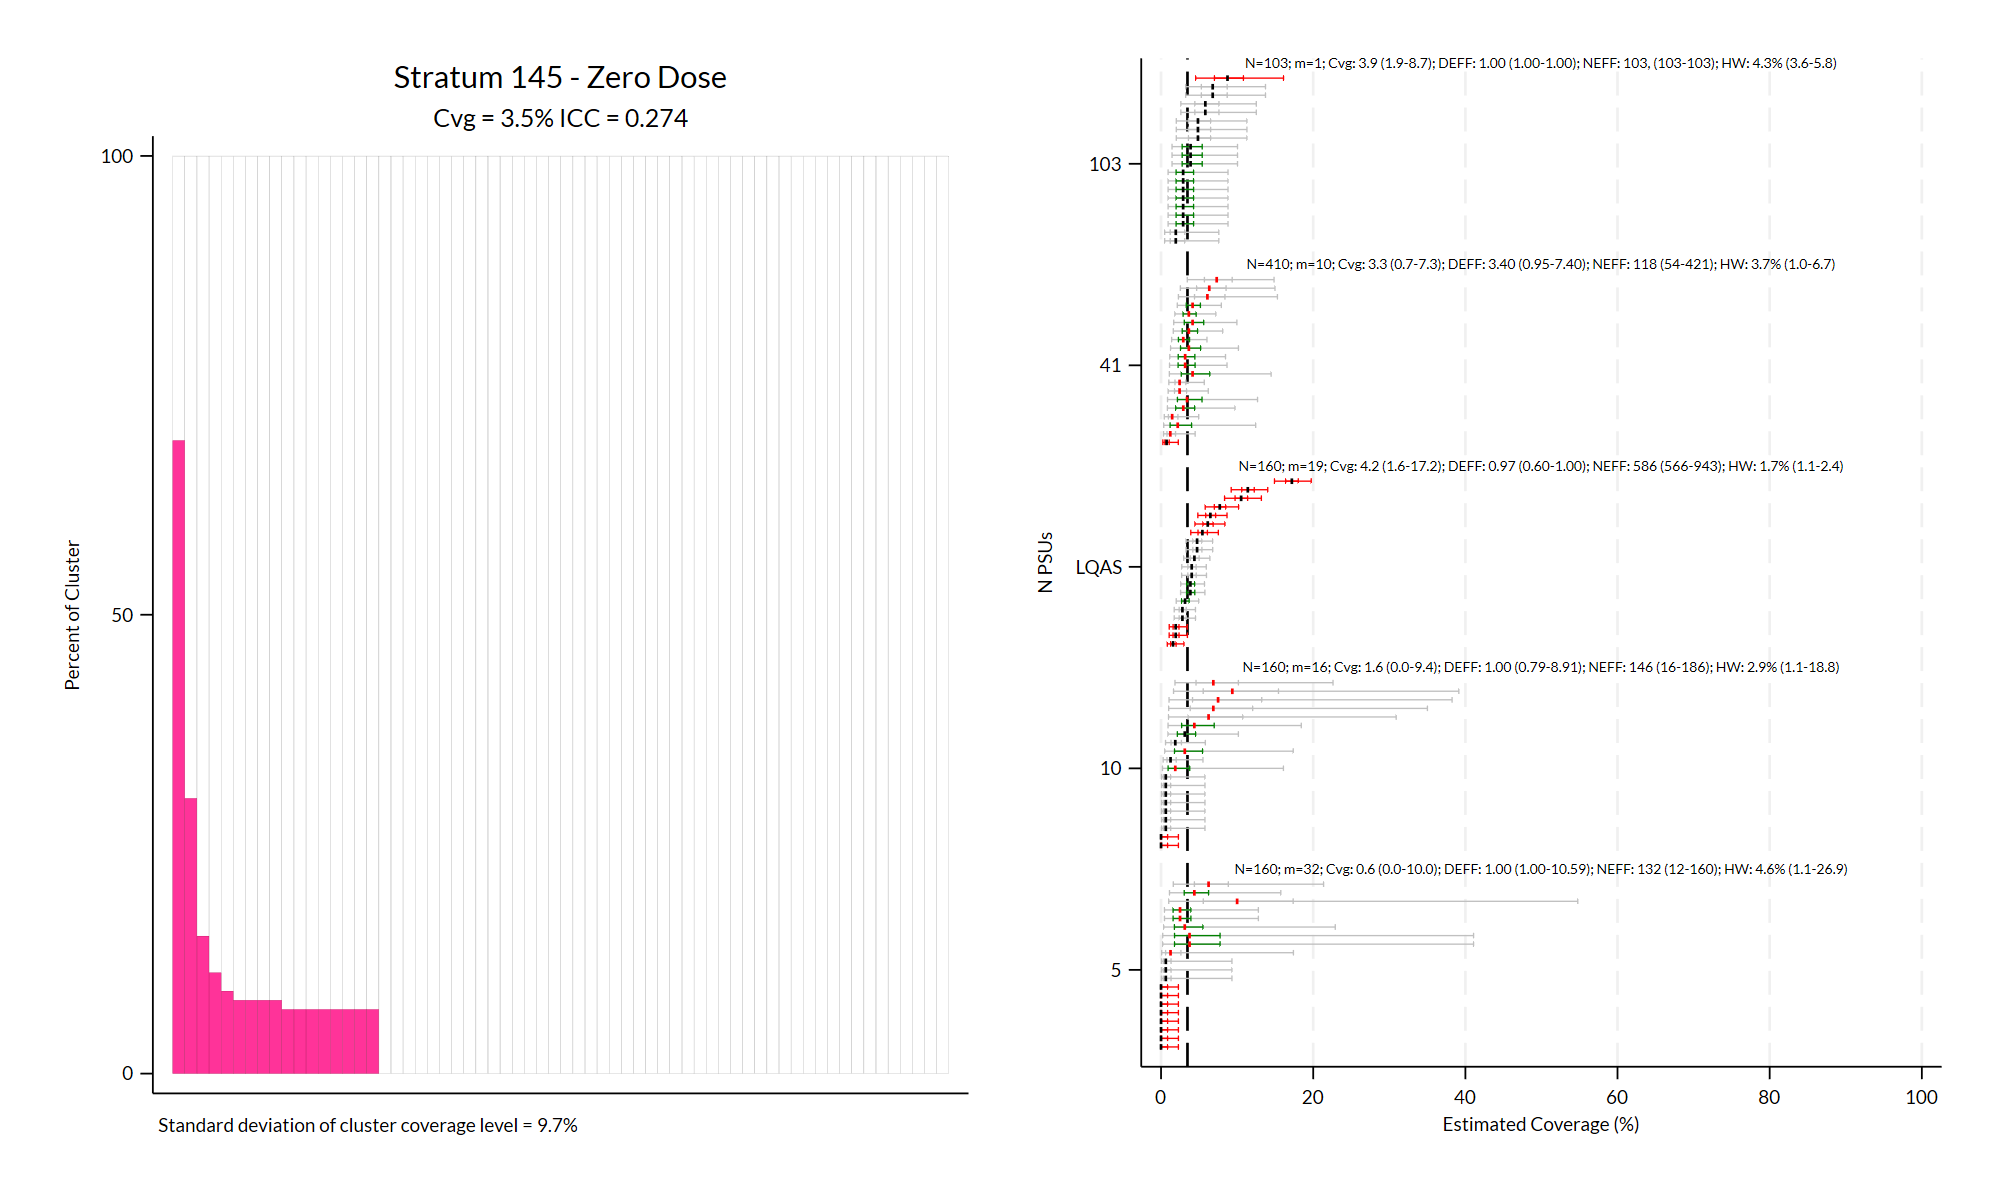 Stratum 145 - Zero Dose
Cvg = 3.5% ICC = 0.274
100
50
0
Percent of Cluster
Standard deviation of cluster coverage level = 9.7%
N=103; m=1; Cvg: 3.9 (1.9-8.7); DEFF: 1.00 (1.00-1.00); NEFF: 103, (103-103); HW: 4.3% (3.6-5.8)
103
N=410; m=10; Cvg: 3.3 (0.7-7.3); DEFF: 3.40 (0.95-7.40); NEFF: 118 (54-421); HW: 3.7% (1.0-6.7)
41
N=160; m=19; Cvg: 4.2 (1.6-17.2); DEFF: 0.97 (0.60-1.00); NEFF: 586 (566-943); HW: 1.7% (1.1-2.4)
LQAS
N=160; m=16; Cvg: 1.6 (0.0-9.4); DEFF: 1.00 (0.79-8.91); NEFF: 146 (16-186); HW: 2.9% (1.1-18.8)
10
N=160; m=32; Cvg: 0.6 (0.0-10.0); DEFF: 1.00 (1.00-10.59); NEFF: 132 (12-160); HW: 4.6% (1.1-26.9)
5
N PSUs
0 20 40 60 80 100
Estimated Coverage (%)